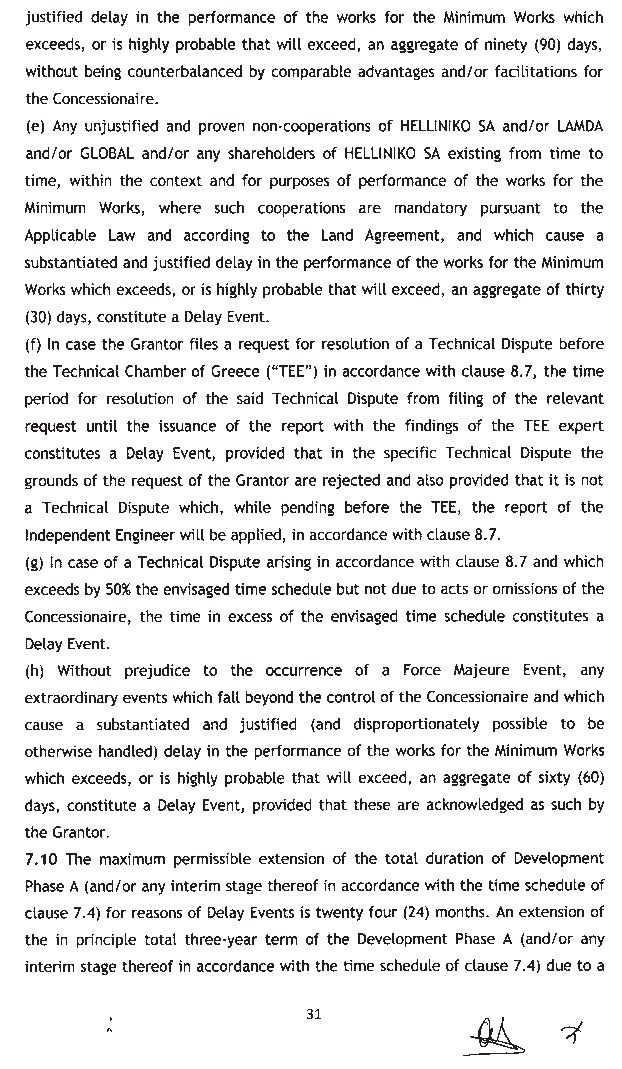 justified delay in the performance of the works for the Minimum Works which
exceeds, or is highly probable that will exceed, an aggregate of ninety (90) days,
without being counterbalanced by comparable advantages and/or facilitations for
the Concessionaire.
(e) Any unjustified and proven non-cooperations of HELLINIKO SA and/or LAMDA
and/or GLOBAL and/or any shareholders of HELLINIKO SA existing from time to
time, within the context and for purposes of performance of the works for the
Minimum Works, where such cooperations are mandatory pursuant to the
Applicable Law and according to the Land Agreement, and which cause a
substantiated and justified delay in the performance of the works for the Minimum
Works which exceeds, or is highly probable that will exceed, an aggregate of thirty
(30) days, constitute a Delay Event.
(f) In case the Grantor files a request for resolution of a Technical Dispute before
the Technical Chamber of Greece (“TEE”) in accordance with clause 8.7, the time
period for resolution of the said Technical Dispute from filing of the relevant
request until the issuance of the report with the findings of the TEE expert
constitutes a Delay Event, provided that in the specific Technical Dispute the
grounds of the request of the Grantor are rejected and also provided that it is not
a Technical Dispute which, while pending before the TEE, the report of the
Independent Engineer will be applied, in accordance with clause 8.7.
(g) In case of a Technical Dispute arising in accordance with clause 8.7 and which
exceeds by 50% the envisaged time schedule but not due to acts or omissions of the
Concessionaire, the time in excess of the envisaged time schedule constitutes a
Delay Event.
(h) Without prejudice to the occurrence of a Force Majeure Event, any
extraordinary events which fall beyond the control of the Concessionaire and which
cause a substantiated and justified (and disproportionately possible to be
otherwise handled) delay in the performance of the works for the Minimum Works
which exceeds, or is highly probable that will exceed, an aggregate of sixty (60)
days, constitute a Delay Event, provided that these are acknowledged as such by
the Grantor.
7.10 The maximum permissible extension of the total duration of Development
Phase A (and/or any interim stage thereof in accordance with the time schedule of
clause 7.4) for reasons of Delay Events is twenty four (24) months. An extension of
the in principle total three-year term of the Development Phase A (and/or any
interim stage thereof in accordance with the time schedule of clause 7.4) due to a
31